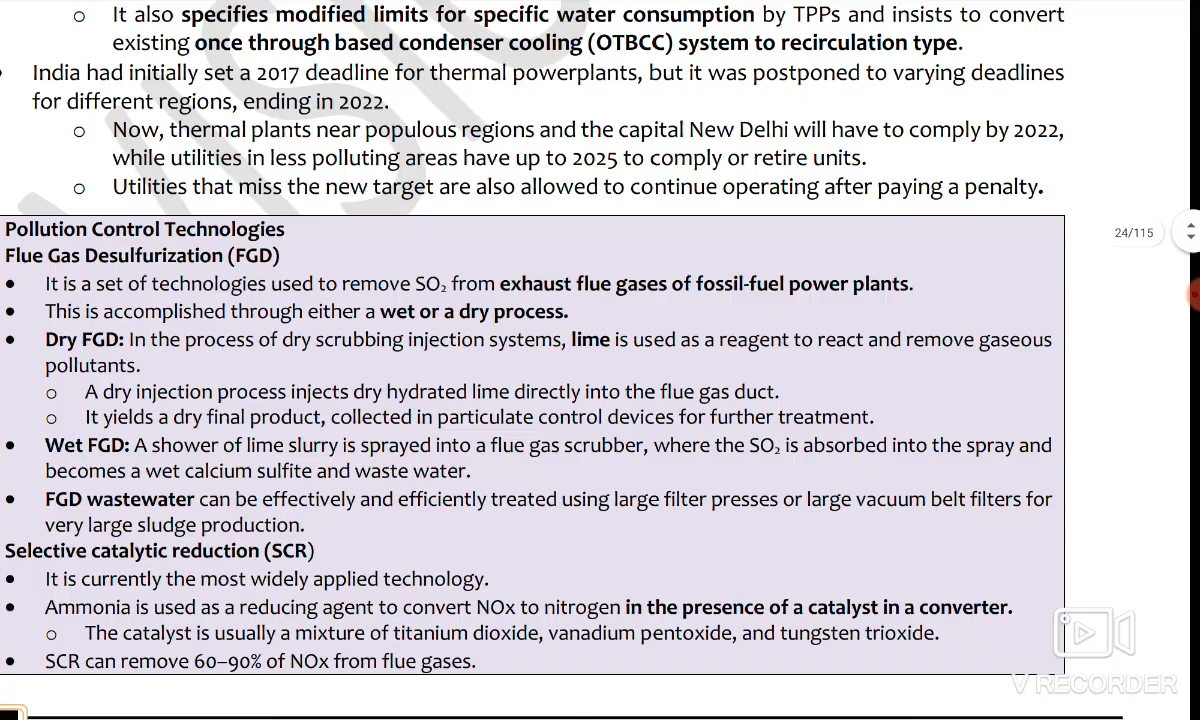 o It also specifies modified limits for specific water consumption by TPPs and insists to convert
existing once through based condenser cooling (OTBCC) system to recirculation type.
India had initially set a 2017 deadline for thermal powerplants, but it was postponed to varying deadlines
for different regions, ending in 2022.
o Now, thermal plants near populous regions and the capital New Delhi will have to comply by 2022,
while utilities in less polluting areas have up to 2025 to comply or retire units.
o Utilities that miss the new target are also allowed to continue operating after paying a penalty.
Pollution Control Technologies
24/115
Flue Gas Desulfurization (FGD)
• It is a set of technologies used to remove SO₂ from exhaust flue gases of fossil-fuel power plants.
• This is accomplished through either a wet or a dry process.
• Dry FGD: In the process of dry scrubbing injection systems, lime is used as a reagent to react and remove gaseous
pollutants.
o A dry injection process injects dry hydrated lime directly into the flue gas duct.
o It yields a dry final product, collected in particulate control devices for further treatment.
• Wet FGD: A shower of lime slurry is sprayed into a flue gas scrubber, where the SO₂ is absorbed into the spray and
becomes a wet calcium sulfite and waste water.
• FGD wastewater can be effectively and efficiently treated using large filter presses or large vacuum belt filters for
very large sludge production.
Selective catalytic reduction (SCR)
• It is currently the most widely applied technology.
• Ammonia is used as a reducing agent to convert NOx to nitrogen in the presence of a catalyst in a converter.
o The catalyst is usually a mixture of titanium dioxide, vanadium pentoxide, and tungsten trioxide.
• SCR can remove 60–90% of NOx from flue gases.
V RECORDER